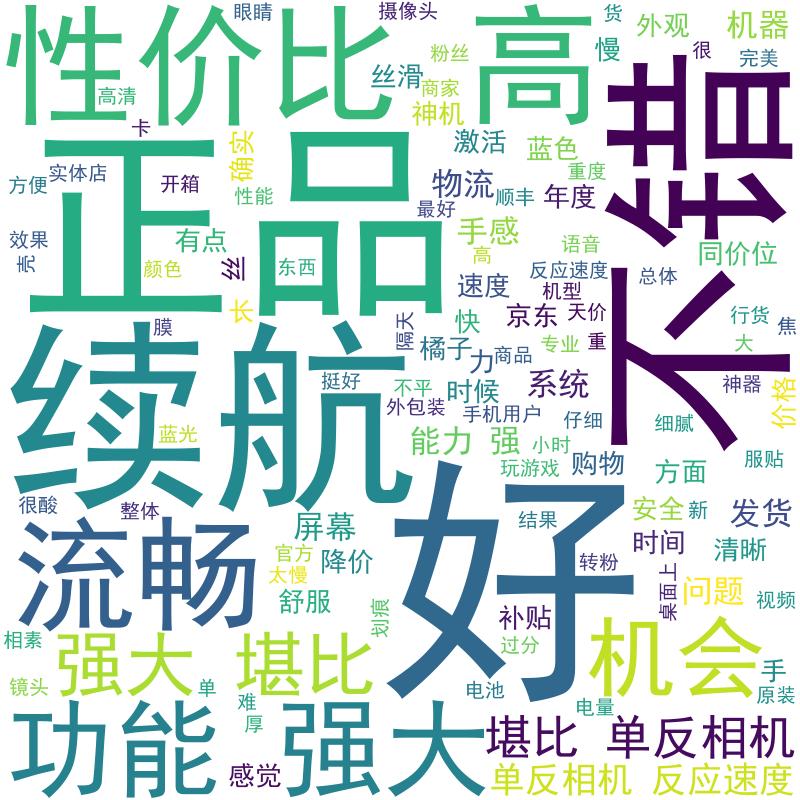 性价比 高
眼睛
摄像头
货
外观
机器
粉丝
慢
很
完美
丝滑
高清
商家
神机
不错
卡
确实
激活
蓝色
重度
正品
实体店
方便
开箱
性能
物流
顺丰
年度
最好
手感
语音
高
同价位
效果
有点
壳
颜色
丝
东西
速度
反应速度
总体
机型
长
快
京东
天价
行货
焦
膜
隔天
橘子
力
商品
专业
重
大
续航
挺好
不平
时候
系统
神器
价格
外包装
手机用户
仔细
细腻
蓝光
能力 强
小时
玩游戏
购物
方面
服贴
很酸
整体
好
结果
安全
新
发货
流畅
屏幕
官方
太慢
降价
转粉
时间
清晰
舒服
划痕
补贴
桌面上
问题
视频
相素
强大
堪比
过分
机会
手
镜头
单
电池
电量
原装
难
厚
功能 强大
堪比 单反相机
感觉
单反相机 反应速度